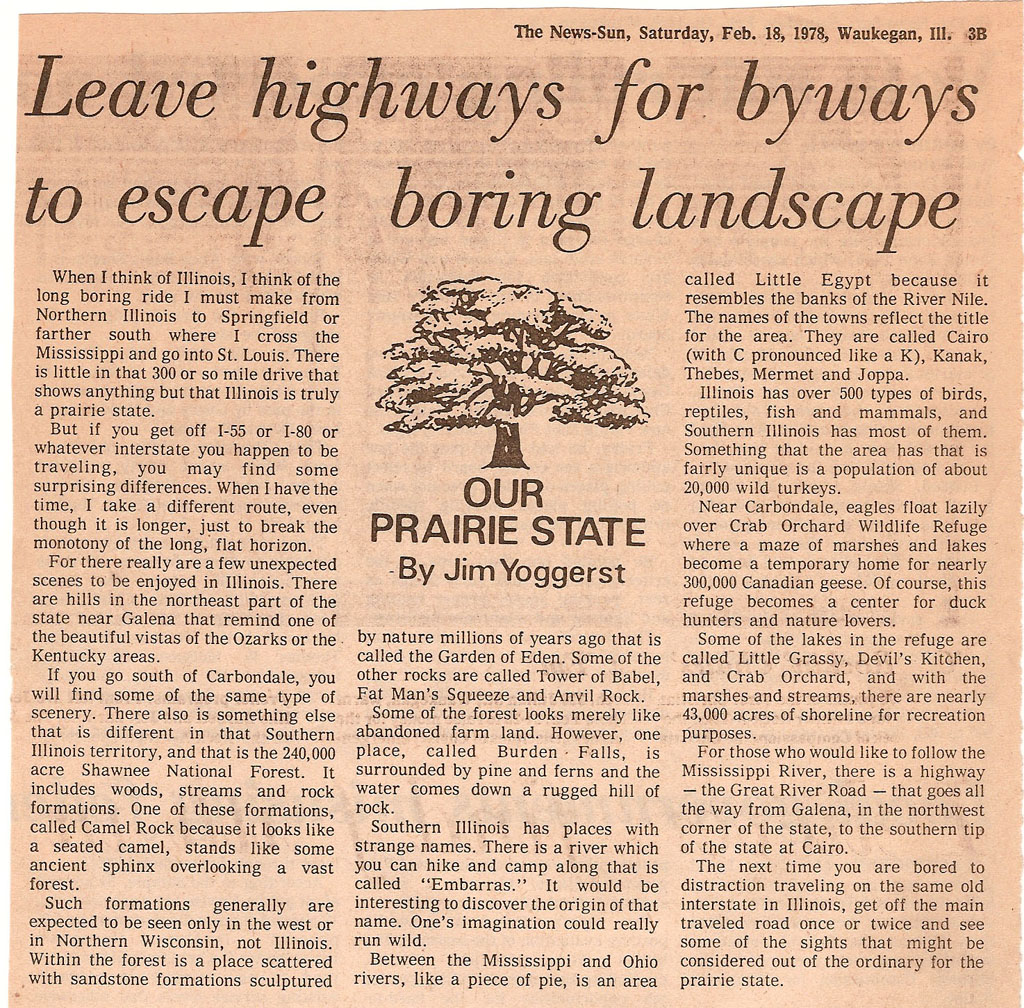 The News-Sun, Saturday, Feb. 18, 1978, Waukegan, Ill. 3B
Leave highways for byways
to escape boring landscape
When I think of Illinois, I think of the
long boring ride I must make from
Northern Illinois to Springfield or
farther south where I cross the
Mississippi and go into St. Louis. There
is little in that 300 or so mile drive that
shows anything but that Illinois is truly
a prairie state.
But if you get off I-55 or I-80 or
whatever interstate you happen to be
traveling, you may find some
surprising differences. When I have the
time, I take a different route, even
though it is longer, just to break the
monotony of the long, flat horizon.
For there really are a few unexpected
scenes to be enjoyed in Illinois. There
are hills in the northeast part of the
state near Galena that remind one of
the beautiful vistas of the Ozarks or the
Kentucky areas.
If you go south of Carbondale, you
will find some of the same type of
scenery. There also is something else
that is different in that Southern
Illinois territory, and that is the 240,000
acre Shawnee National Forest. It
includes woods, streams and rock
formations. One of these formations,
called Camel Rock because it looks like
a seated camel, stands like some
ancient sphinx overlooking a vast
forest.
Such formations generally are
expected to be seen only in the west or
in Northern Wisconsin, not Illinois.
Within the forest is a place scattered
with sandstone formations sculptured
OUR
PRAIRIE STATE
-By Jim Yoggerst
by nature millions of years ago that is
called the Garden of Eden. Some of the
other rocks are called Tower of Babel,
Fat Man's Squeeze and Anvil Rock.
Some of the forest looks merely like
abandoned farm land. However, one
place, called Burden Falls, is
surrounded by pine and ferns and the
water comes down a rugged hill of
rock.
Southern Illinois has places with
strange names. There is a river which
you can hike and camp along that is
called "Embarras." It would be
interesting to discover the origin of that
name. One's imagination could really
run wild.
Between the Mississippi and Ohio
rivers, like a piece of pie, is an area
called Little Egypt because it
resembles the banks of the River Nile.
The names of the towns reflect the title
for the area. They are called Cairo
(with C pronounced like a K), Kanak,
Thebes, Mermet and Joppa.
Illinois has over 500 types of birds,
reptiles, fish and mammals, and
Southern Illinois has most of them.
Something that the area has that is
fairly unique is a population of about
20,000 wild turkeys.
Near Carbondale, eagles float lazily
over Crab Orchard Wildlife Refuge
where a maze of marshes and lakes
become a temporary home for nearly
300,000 Canadian geese. Of course, this
refuge becomes a center for duck
hunters and nature lovers.
Some of the lakes in the refuge are
called Little Grassy, Devil's Kitchen,
and Crab Orchard, and with the
marshes and streams, there are nearly
43,000 acres of shoreline for recreation
purposes.
For those who would like to follow the
Mississippi River, there is a highway
— the Great River Road — that goes all
the way from Galena, in the northwest
corner of the state, to the southern tip
of the state at Cairo.
The next time you are bored to
distraction traveling on the same old
interstate in Illinois, get off the main
traveled road once or twice and see
some of the sights that might be
considered out of the ordinary for the
prairie state.